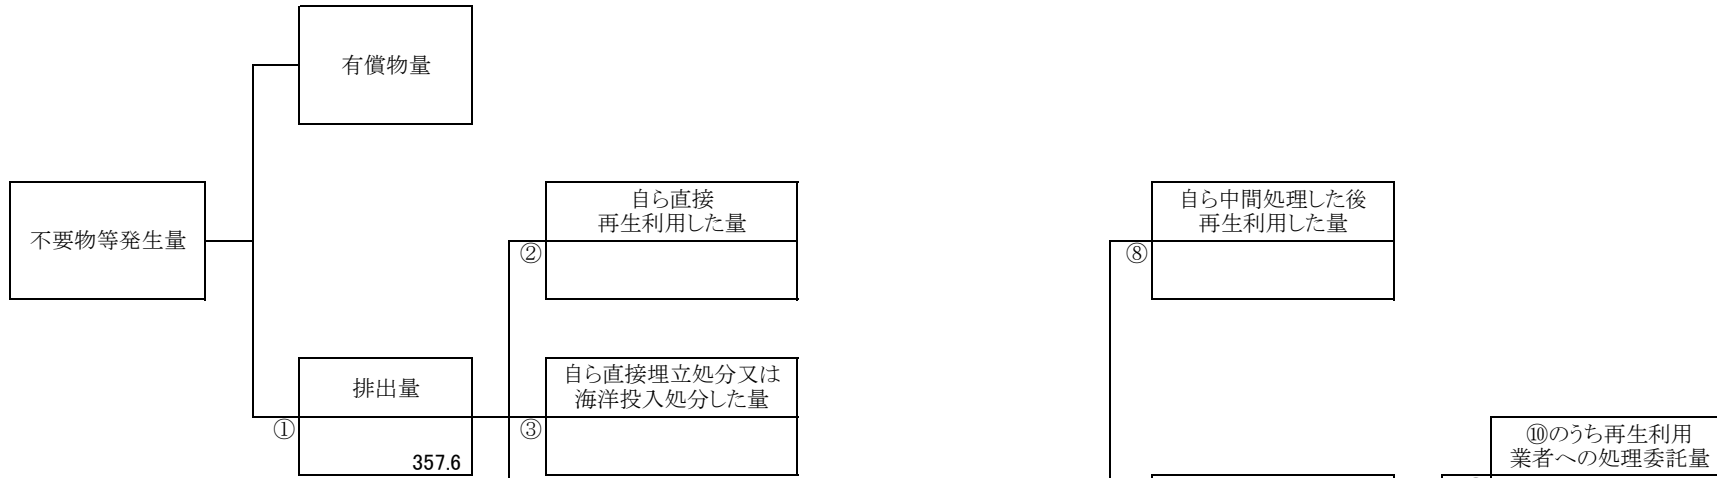 有償物量
不要物等発生量
自ら直接
再生利用した量
②
自ら中間処理した後
再生利用した量
⑧
排出量
①
357.6
自ら直接埋立処分又は
海洋投入処分した量
③
⑩のうち再生利用
業者への処理委託量